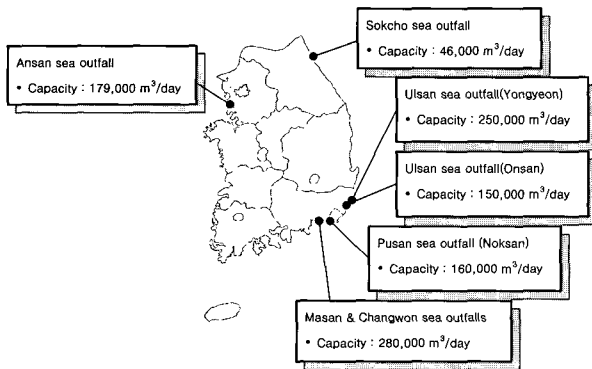 Sokcho sea outfall
• Capacity : 46,000 m³/day
Ansan sea outfall
• Capacity : 179,000 m³/day
Ulsan sea outfall(Yongyeon)
• Capacity : 250,000 m³/day
Ulsan sea outfall(Onsan)
• Capacity : 150,000 m³/day
Pusan sea outfall (Noksan)
• Capacity : 160,000 m³/day
Masan & Changwon sea outfalls
• Capacity : 280,000 m³/day